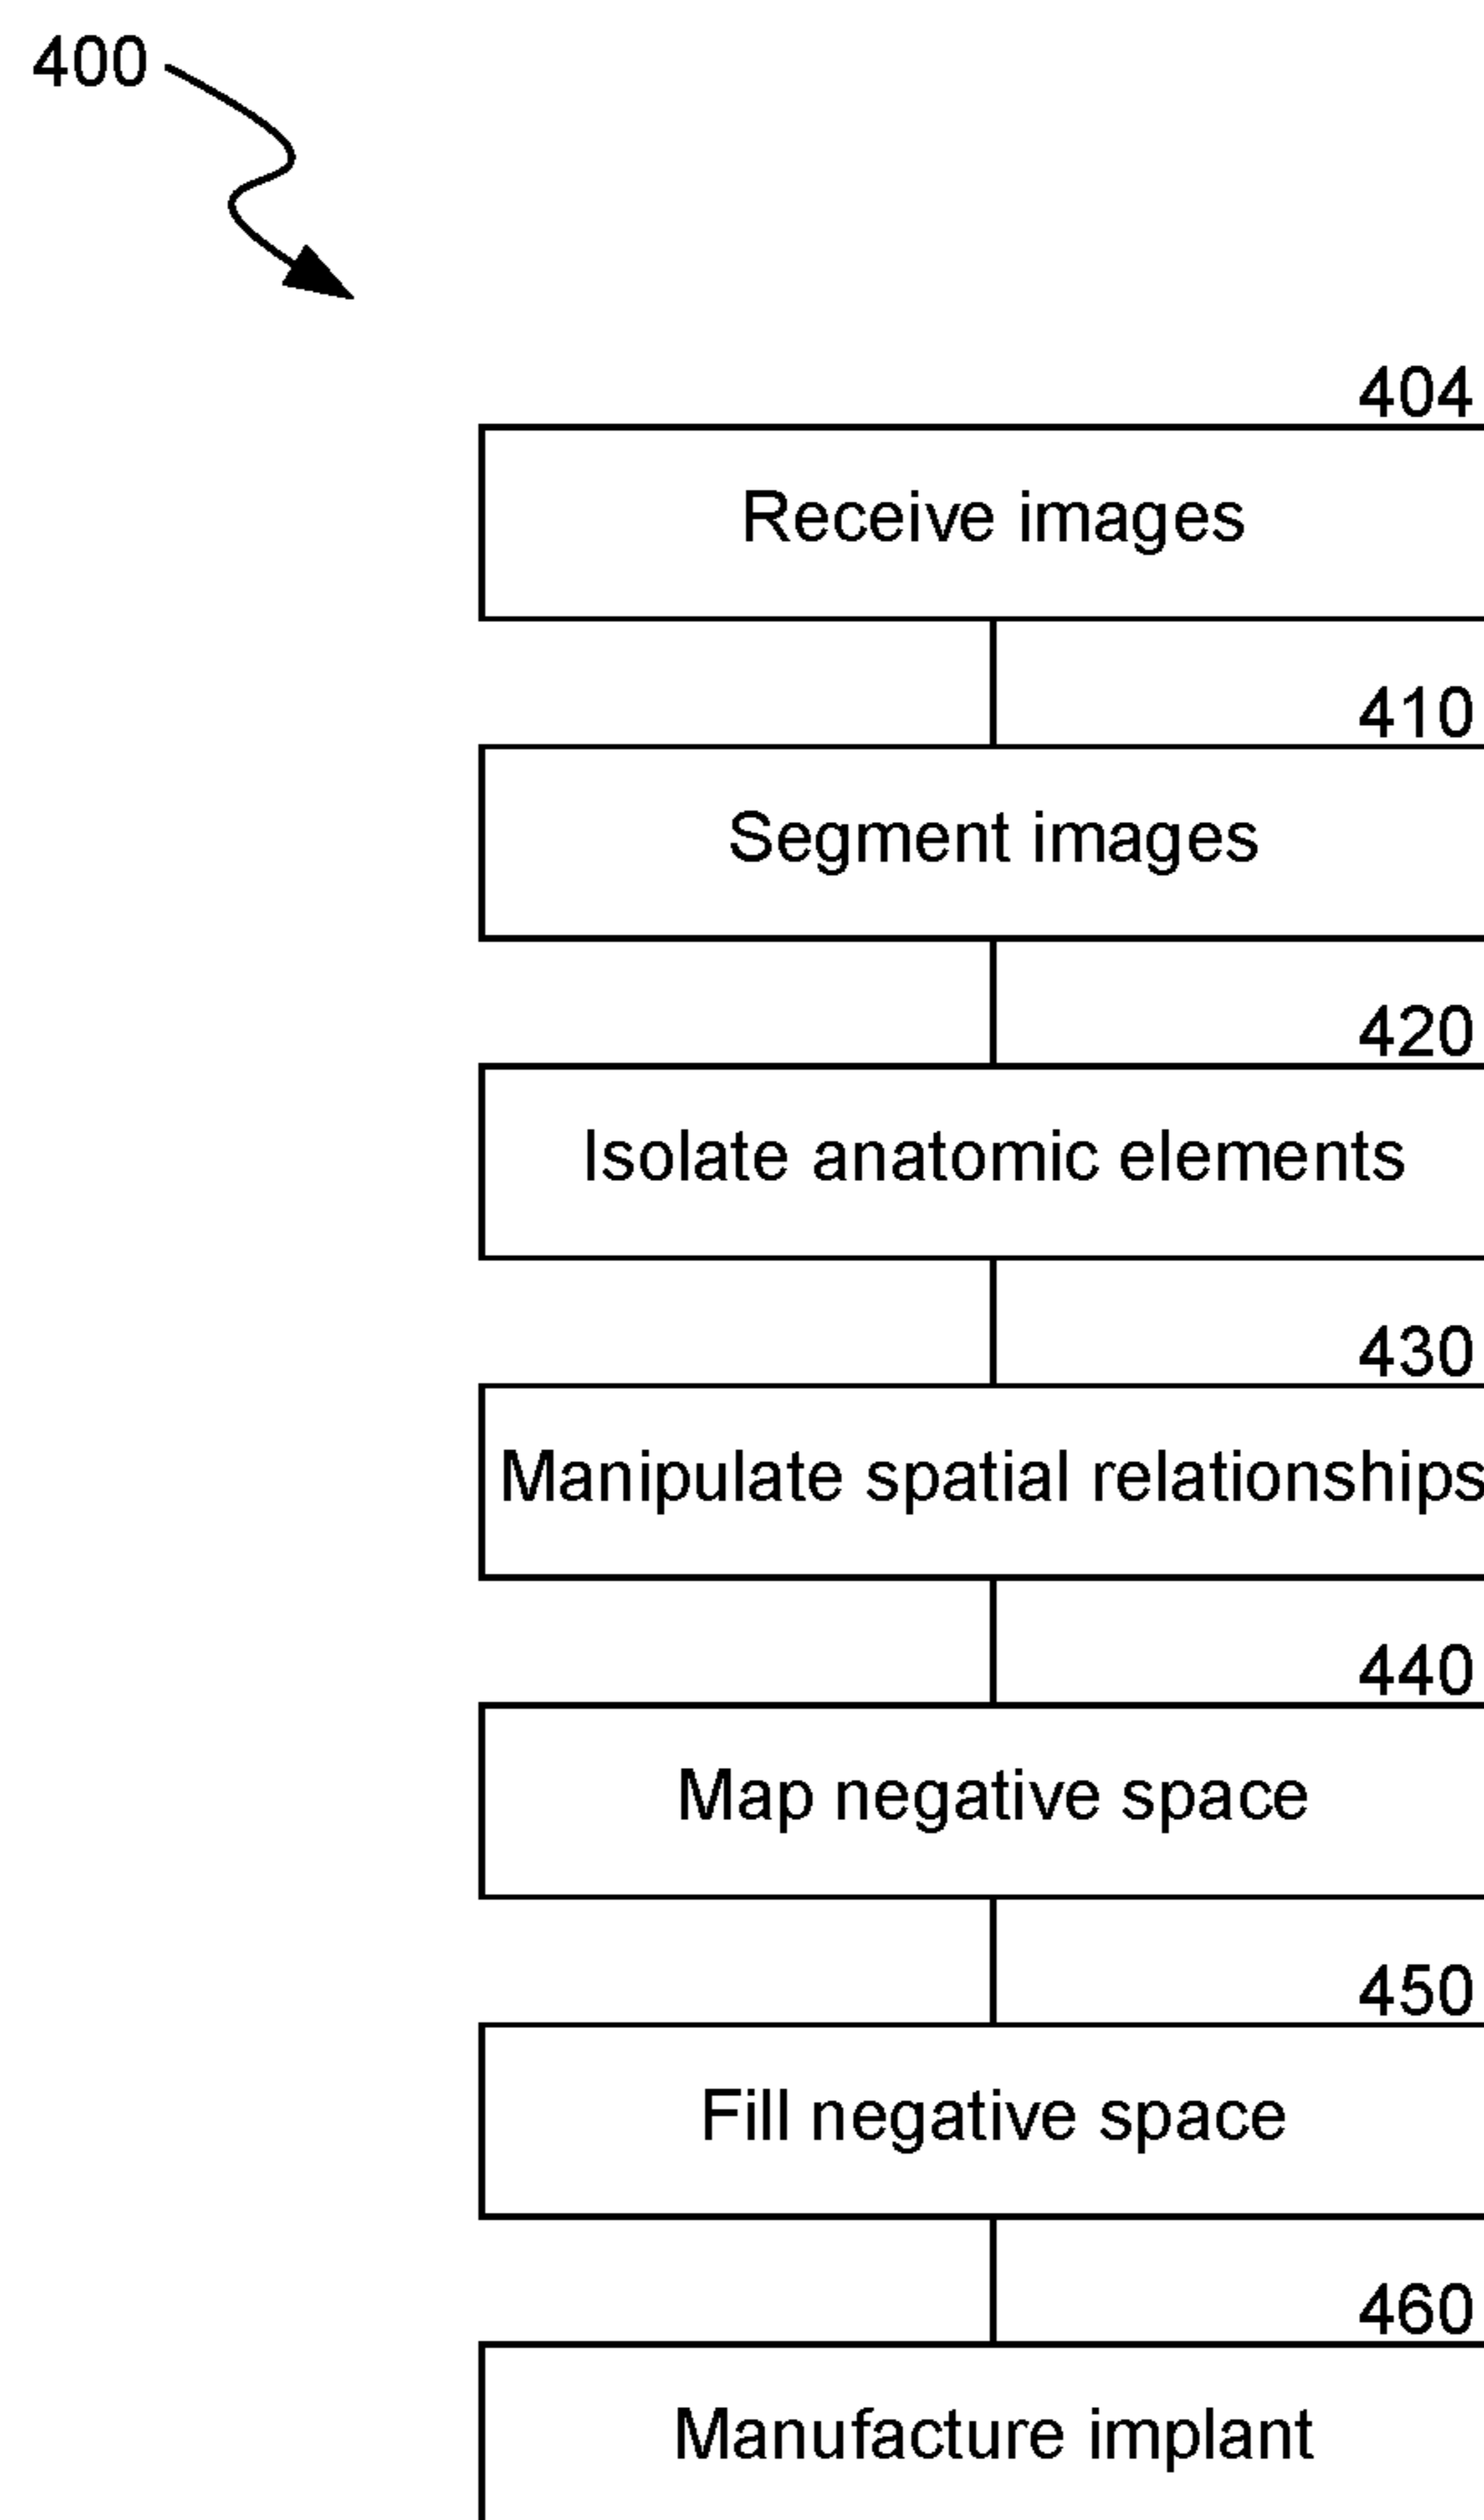 400
404
Receive images
410
Segment images
420
Isolate anatomic elements
430
Manipulate spatial relationships
440
Map negative space
450
Fill negative space
460
Manufacture implant